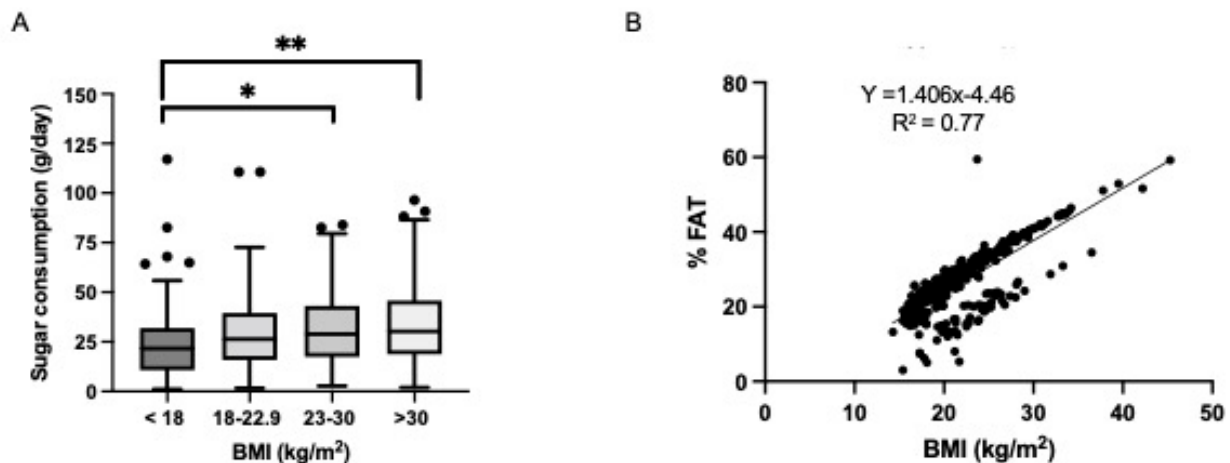 A
**
*
Sugar consumption (g/day)
150
125
100
75
50
25
0
< 18 18-22.9 23-30 >30
BMI (kg/m²)
B
Y =1.406x-4.46
R² = 0.77
% FAT
80
60
40
20
0
0 10 20 30 40 50
BMI (kg/m²)